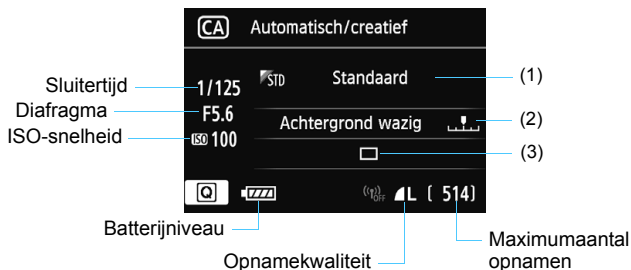 CA Automatisch/creatief
Sluitertijd 1/125 STD Standaard (1)
Diafragma F5.6
Achtergrond wazig (2)
ISO-snelheid ISO 100
(3)
Q OFF L [ 514]
Batterijniveau
Maximumaantal
Opnamekwaliteit opnamen